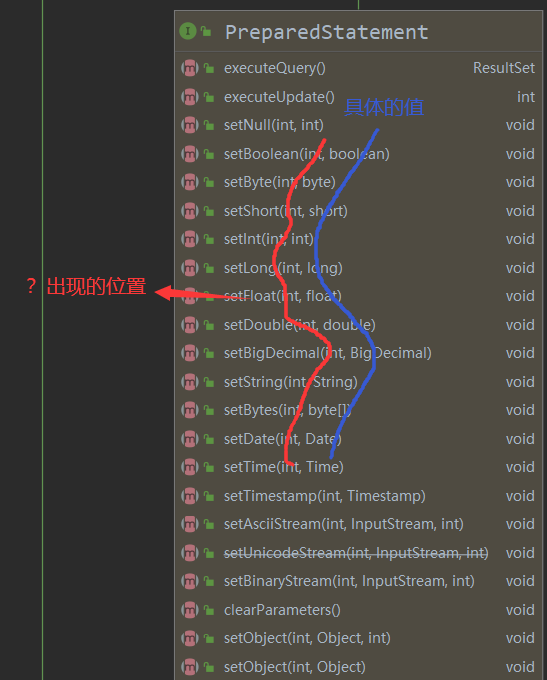 PreparedStatement
executeQuery() ResultSet
executeUpdate() int
具体的值
setNull(int, int) void
setBoolean(int, boolean) void
setByte(int, byte) void
setShort(int, short) void
setInt(int, int) void
setLong(int, long) void
？出现的位置
setFloat(int, float) void
setDouble(int, double) void
setBigDecimal(int, BigDecimal) void
setString(int, String) void
setBytes(int, byte[]) void
setDate(int, Date) void
setTime(int, Time) void
setTimestamp(int, Timestamp) void
setAsciiStream(int, InputStream, int) void
setUnicodeStream(int, InputStream, int) void
setBinaryStream(int, InputStream, int) void
clearParameters() void
setObject(int, Object, int) void
setObject(int, Object) void